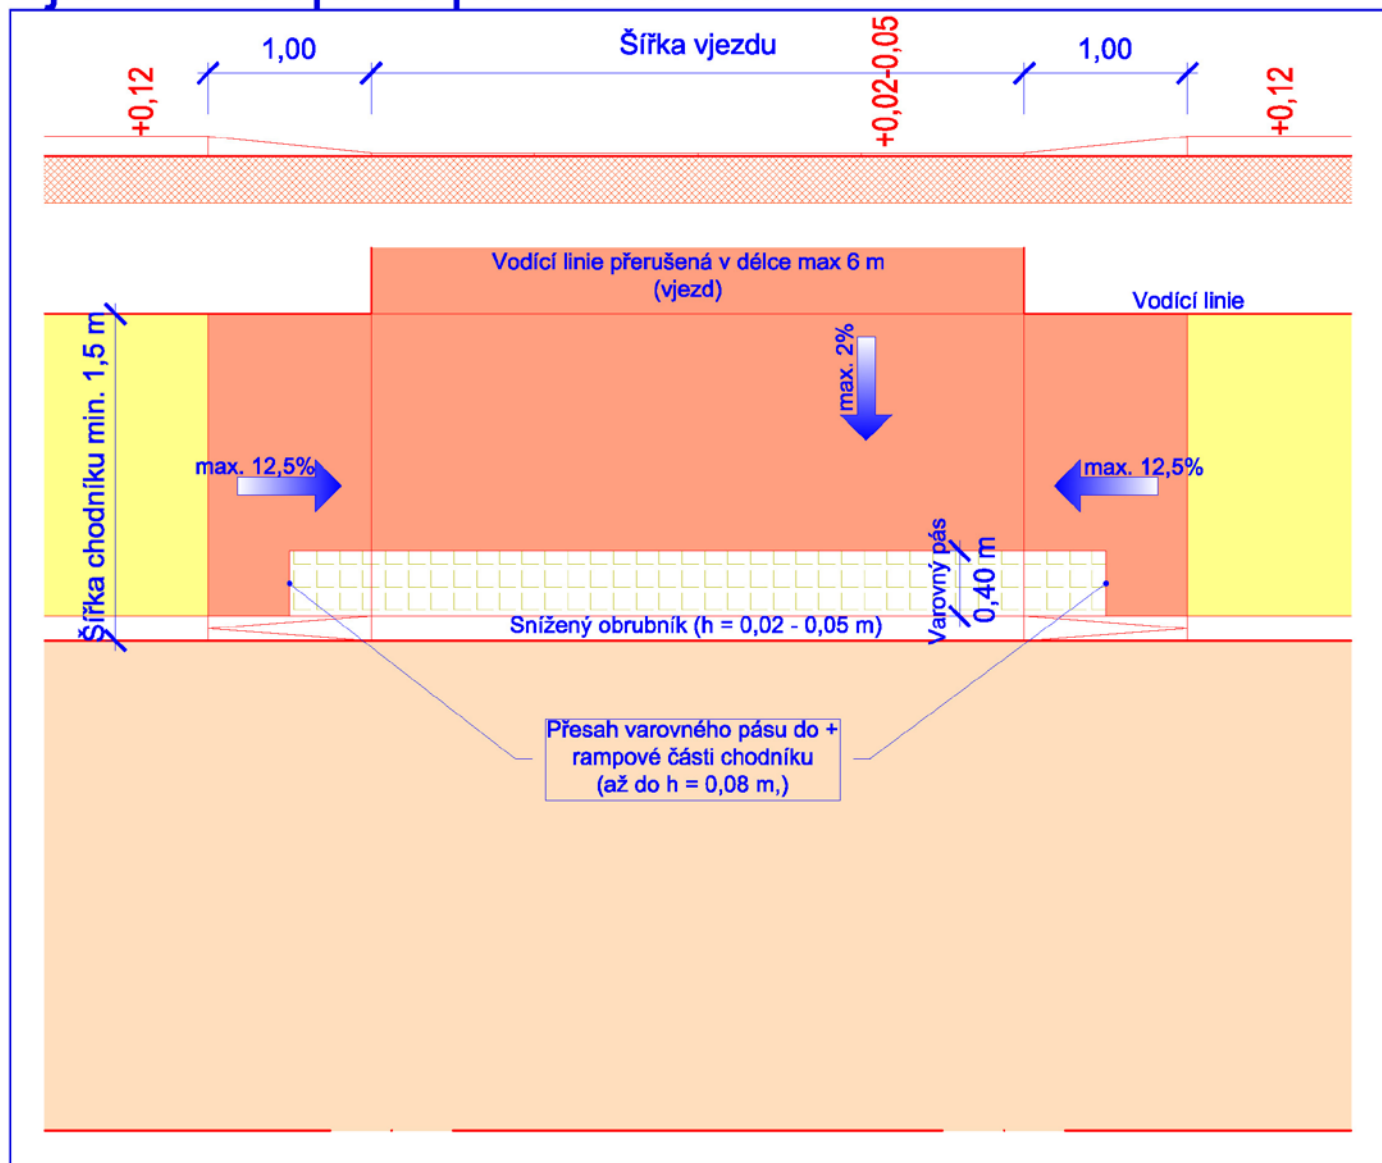 1,00
Šířka vjezdu
1,00
+0,12
+0,02-0,05
+0,12
Vodící linie přerušená v délce max 6 m
(vjezd)
Vodící linie
Šířka chodníku min. 1,5 m
max. 2%
max. 12,5%
max. 12,5%
Varovný pás
0,40 m
Snížený obrubník (h = 0,02 - 0,05 m)
Přesah varovného pásu do +
rampové části chodníku
(až do h = 0,08 m,)